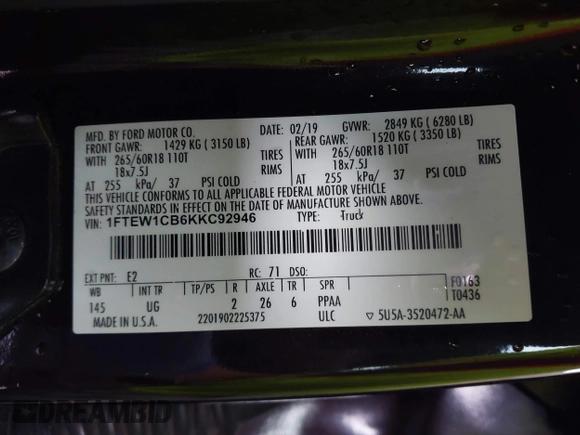 MFD. BY FORD MOTOR CO. DATE: 02/19 GVWR: 2849 KG ( 6280 LB)
FRONT GAWR: 1429 KG ( 3150 LB) REAR GAWR: 1520 KG ( 3350 LB)
WITH 265/60R18 110T TIRES WITH 265/60R18 110T TIRES
18x7.5J RIMS 18x7.5J RIMS
AT 255 kPa/ 37 PSI COLD AT 255 kPa/ 37 PSI COLD
THIS VEHICLE CONFORMS TO ALL APPLICABLE FEDERAL MOTOR VEHICLE
SAFETY STANDARDS IN EFFECT ON THE DATE OF MANUFACTURE SHOWN ABOVE.
VIN: 1FTEW1CB6KKC92946 TYPE: Truck
EXT PNT: E2 RC: 71 DSO:
WB INT TR TP/PS R AXLE TR SPR F0163
145 UG 2 26 6 PPAA T0436
MADE IN U.S.A. 2201902225375 ULC ▽ 5U5A-3520472-AA
DREAMBID